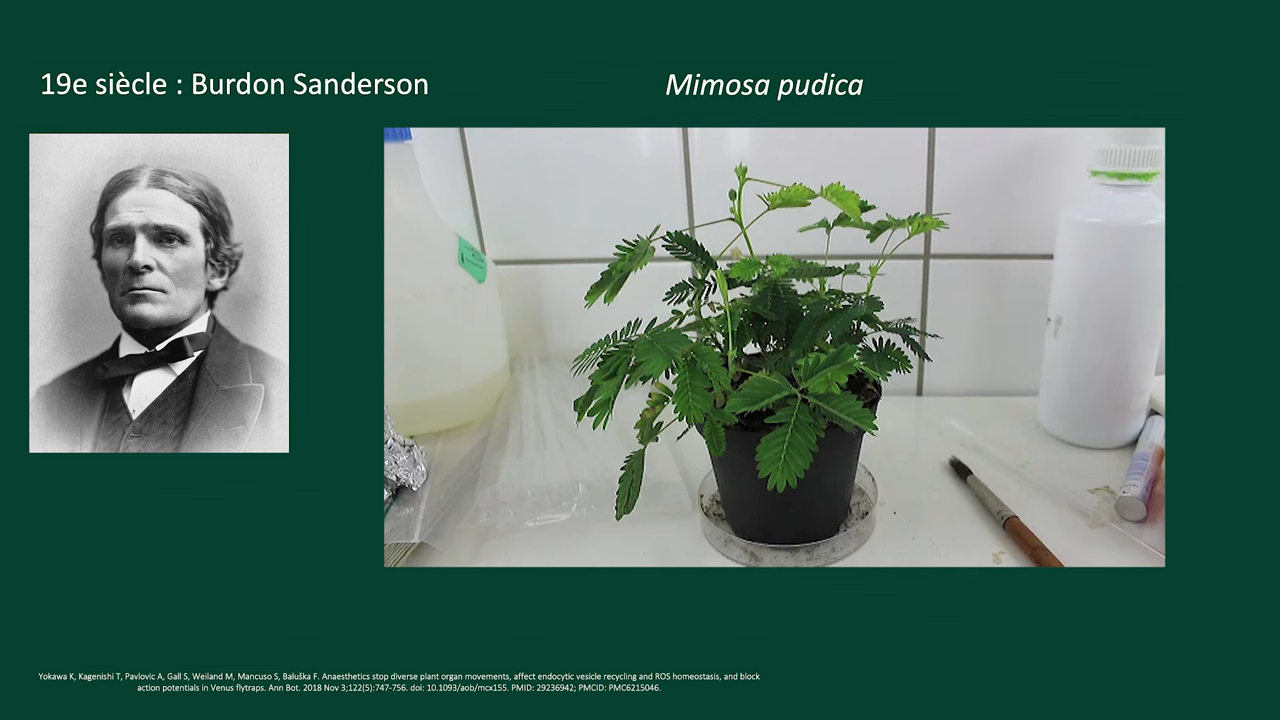 19e siècle : Burdon Sanderson
Mimosa pudica
Yokawa K, Kagenishi T, Pavlovic A, Gall S, Weiland M, Mancuso S, Baluška F. Anaesthetics stop diverse plant organ movements, affect endocytic vesicle recycling and ROS homeostasis, and block
action potentials in Venus flytraps. Ann Bot. 2018 Nov 3;122(5):747-756. doi: 10.1093/aob/mcx155. PMID: 29236942; PMCID: PMC6215046.